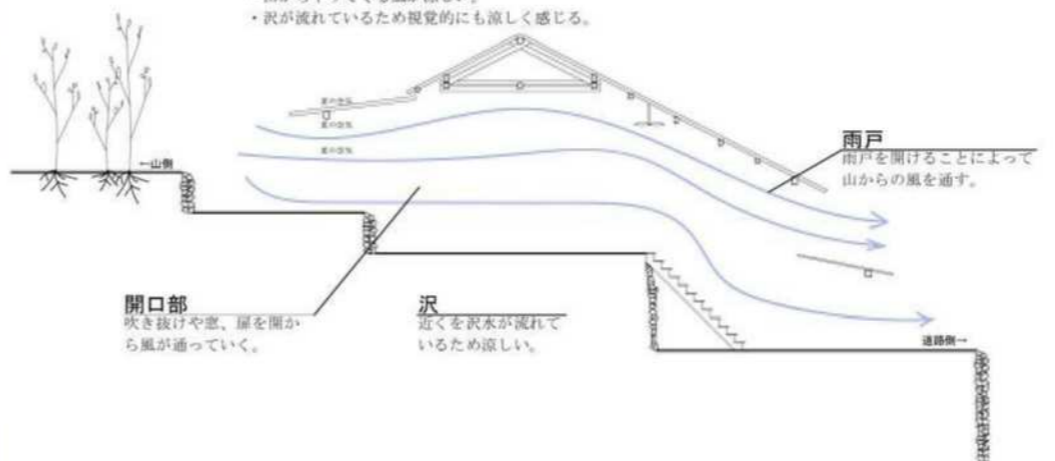 ・沢が流れているため視覚的にも涼しく感じる。
←山側
雨戸
雨戸を開けることによって
山からの風を通す。
開口部
吹き抜けや窓、扉を開か
ら風が通っていく。
沢
近くを沢水が流れて
いるため涼しい。
道路側→